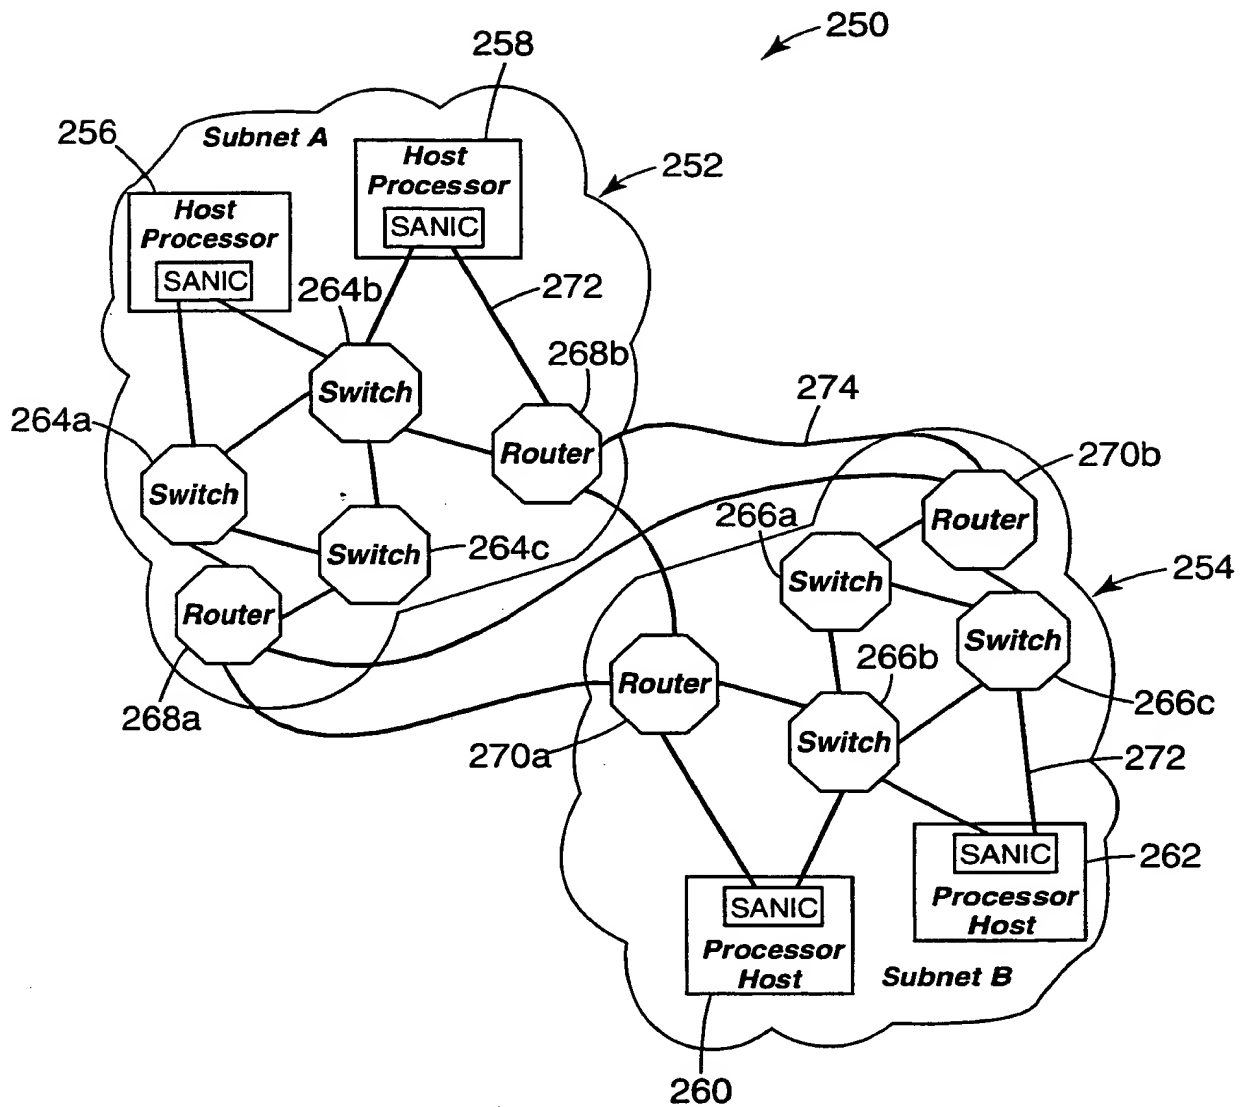 250
258
256
Subnet A
Host
Processor
SANIC
252
Host
Processor
SANIC
264b
272
268b
Switch
274
264a
Router
270b
Switch
266a
Router
Switch
264c
Switch
254
Router
Switch
266b
Router
268a
266c
Switch
270a
272
SANIC
262
Processor
Host
SANIC
Processor
Host
Subnet B
260